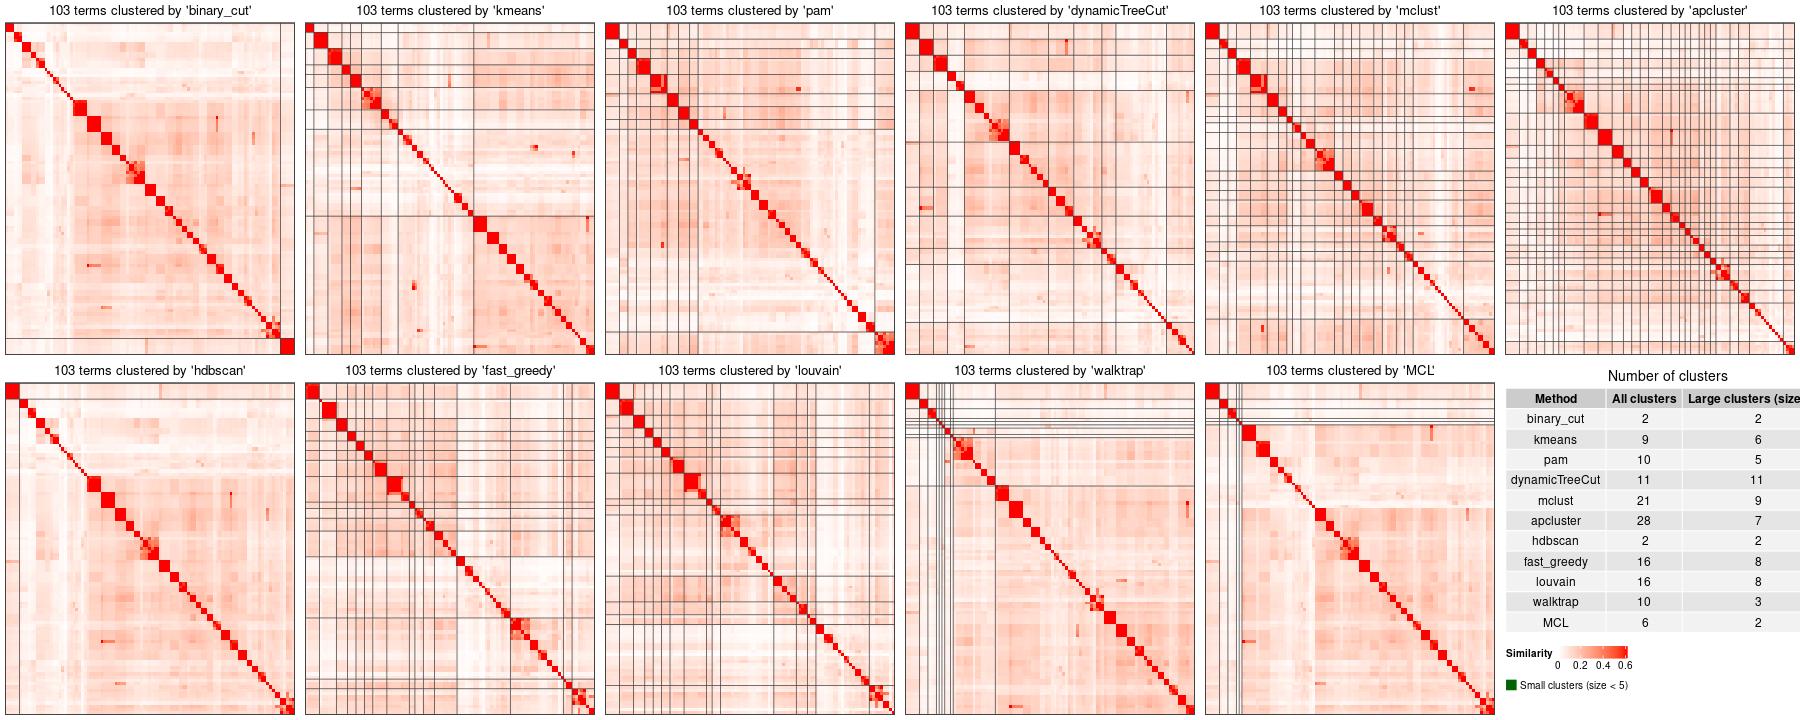 103 terms clustered by 'binary_cut'
103 terms clustered by 'kmeans'
103 terms clustered by 'pam'
103 terms clustered by 'dynamicTreeCut'
103 terms clustered by 'mclust'
103 terms clustered by 'apcluster'
103 terms clustered by 'hdbscan'
103 terms clustered by 'fast_greedy'
103 terms clustered by 'louvain'
103 terms clustered by 'walktrap'
103 terms clustered by 'MCL'
Number of clusters
Method All clusters Large clusters (size
binary_cut 2 2
kmeans 9 6
pam 10 5
dynamicTreeCut 11 11
mclust 21 9
apcluster 28 7
hdbscan 2 2
fast_greedy 16 8
louvain 16 8
walktrap 10 3
MCL 6 2
Similarity
0 0.2 0.4 0.6
Small clusters (size < 5)